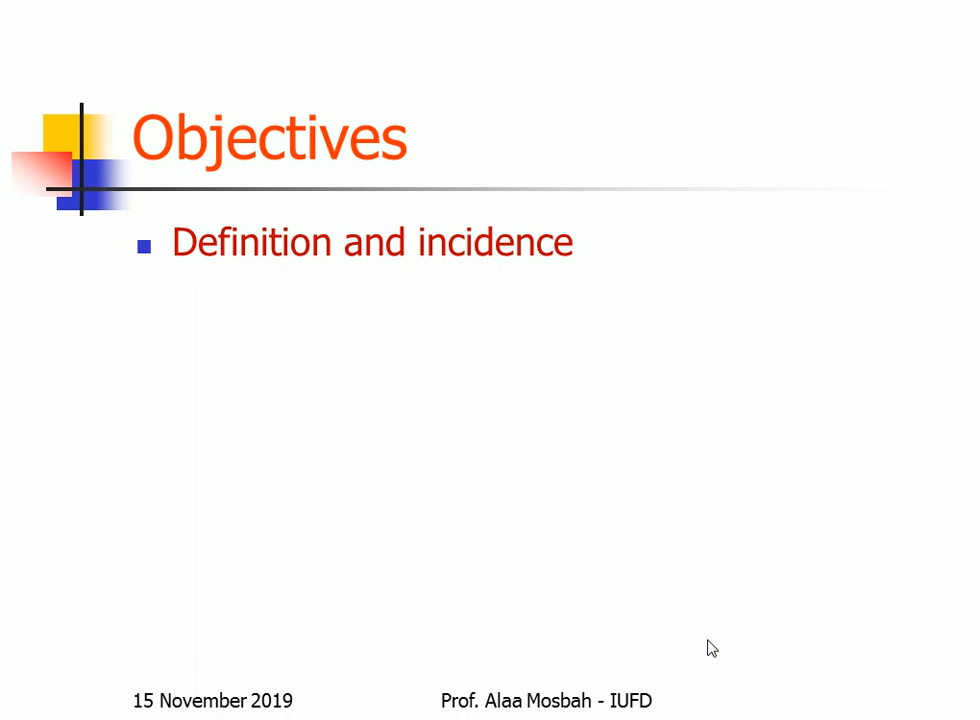 Objectives
Definition and incidence
15 November 2019
Prof. Alaa Mosbah - IUFD